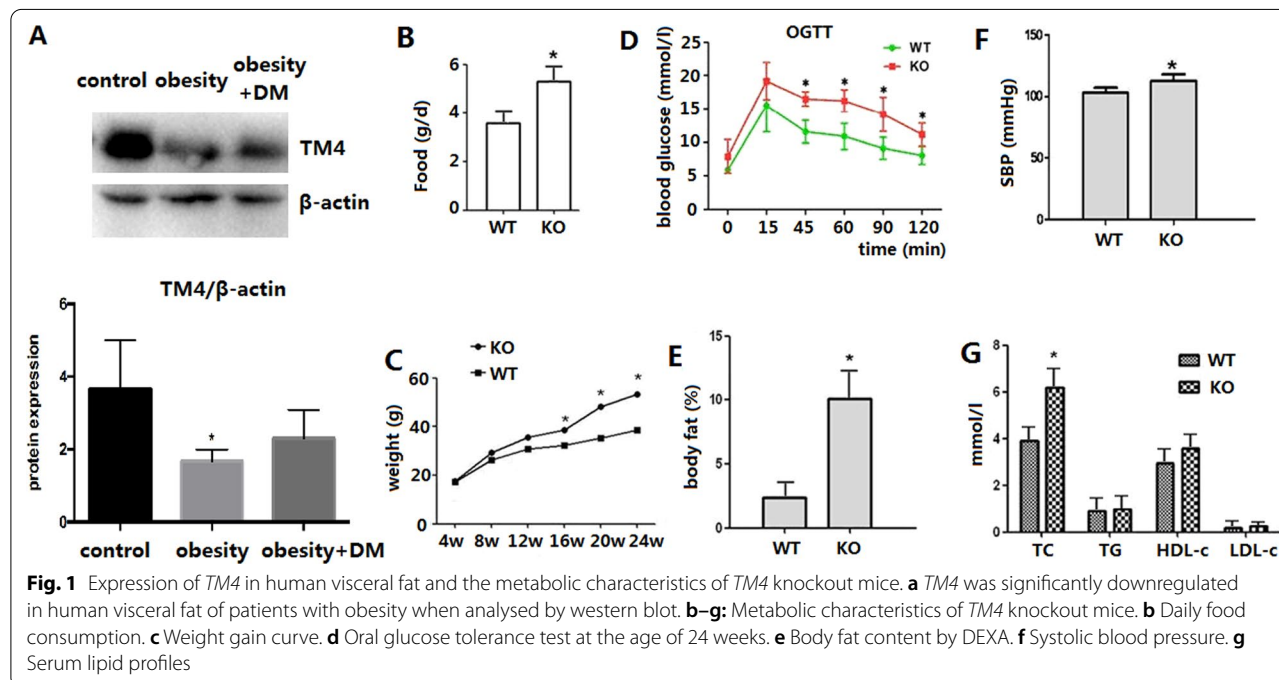 A
control obesity obesity
+DM
TM4
β-actin
TM4/β-actin
protein expression
6
4
2
0
*
control obesity obesity+DM
B
Food (g/d)
6
4
2
0
*
WT KO
C
KO
WT
weight (g)
60
40
20
0
* * *
4w 8w 12w 16w 20w 24w
D
OGTT
WT
KO
blood glucose (mmol/l)
25
20
15
10
5
0
* * * * *
0 15 45 60 90 120
time (min)
E
body fat (%)
15
10
5
0
*
WT KO
F
SBP (mmHg)
150
100
50
0
*
WT KO
G
WT
KO
mmol/l
8
6
4
2
0
*
TC TG HDL-c LDL-c
Fig. 1 Expression of TM4 in human visceral fat and the metabolic characteristics of TM4 knockout mice. a TM4 was significantly downregulated
in human visceral fat of patients with obesity when analysed by western blot. b–g: Metabolic characteristics of TM4 knockout mice. b Daily food
consumption. c Weight gain curve. d Oral glucose tolerance test at the age of 24 weeks. e Body fat content by DEXA. f Systolic blood pressure. g
Serum lipid profiles